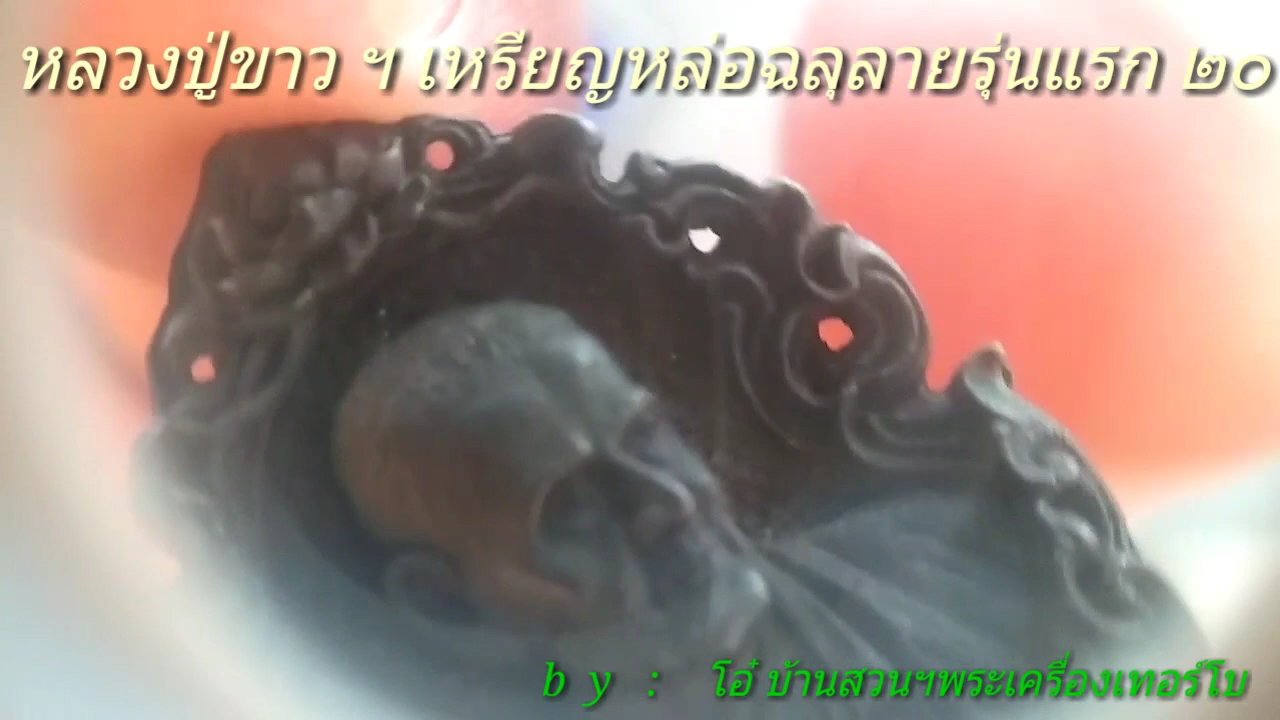 หลวงปู่ขาว ฯ เหรียญหล่อฉลุลายรุ่นแรก ๒๐
by : โอ๋ บ้านสวนฯพระเครื่องเทอร์โบ